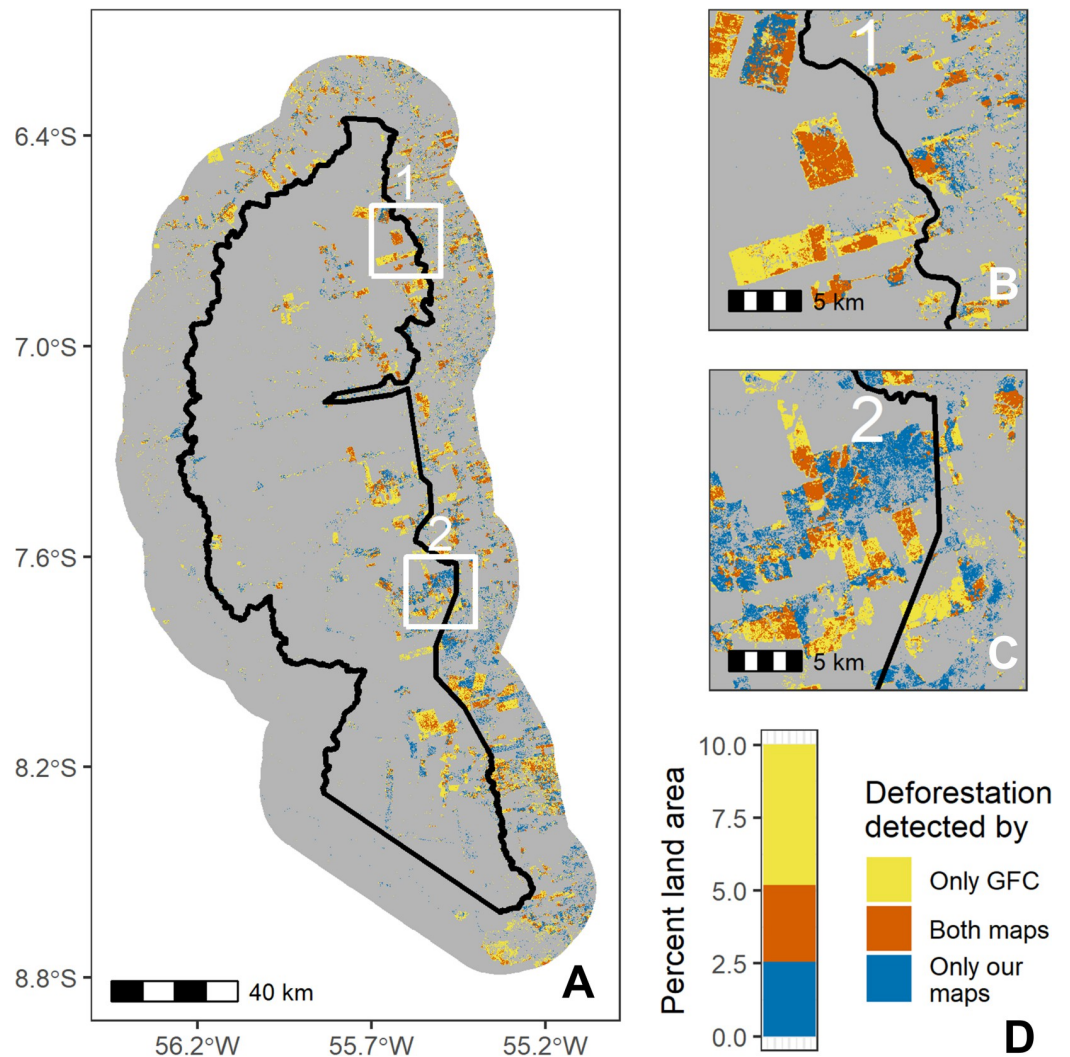 6.4°S
7.0°S
7.6°S
8.2°S
8.8°S
56.2°W
55.7°W
55.2°W
1
2
40 km
A
1
5 km
B
2
5 km
C
Percent land area
10.0
7.5
5.0
2.5
0.0
Deforestation
detected by
Only GFC
Both maps
Only our
maps
D